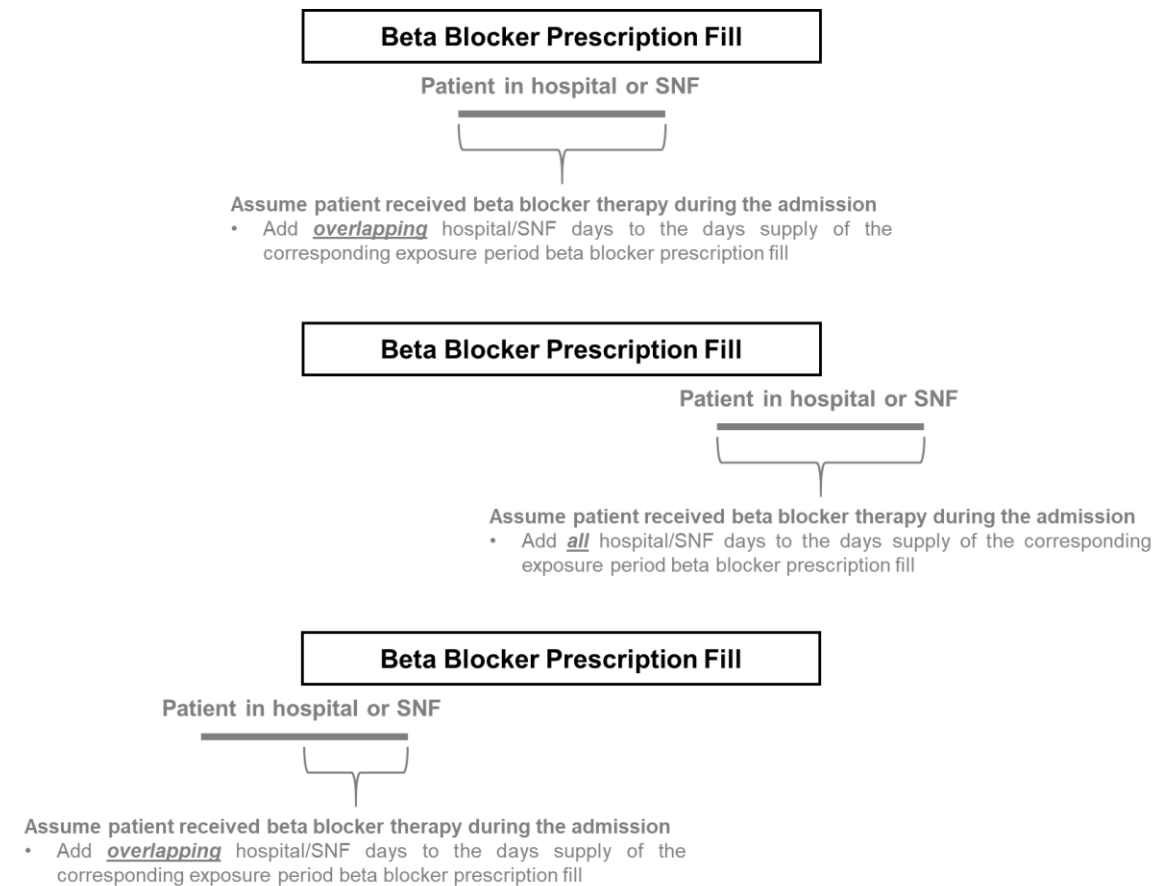 Beta Blocker Prescription Fill
Patient in hospital or SNF
Assume patient received beta blocker therapy during the admission
• Add overlapping hospital/SNF days to the days supply of the
corresponding exposure period beta blocker prescription fill
Beta Blocker Prescription Fill
Patient in hospital or SNF
Assume patient received beta blocker therapy during the admission
• Add all hospital/SNF days to the days supply of the corresponding
exposure period beta blocker prescription fill
Beta Blocker Prescription Fill
Patient in hospital or SNF
Assume patient received beta blocker therapy during the admission
• Add overlapping hospital/SNF days to the days supply of the
corresponding exposure period beta blocker prescription fill